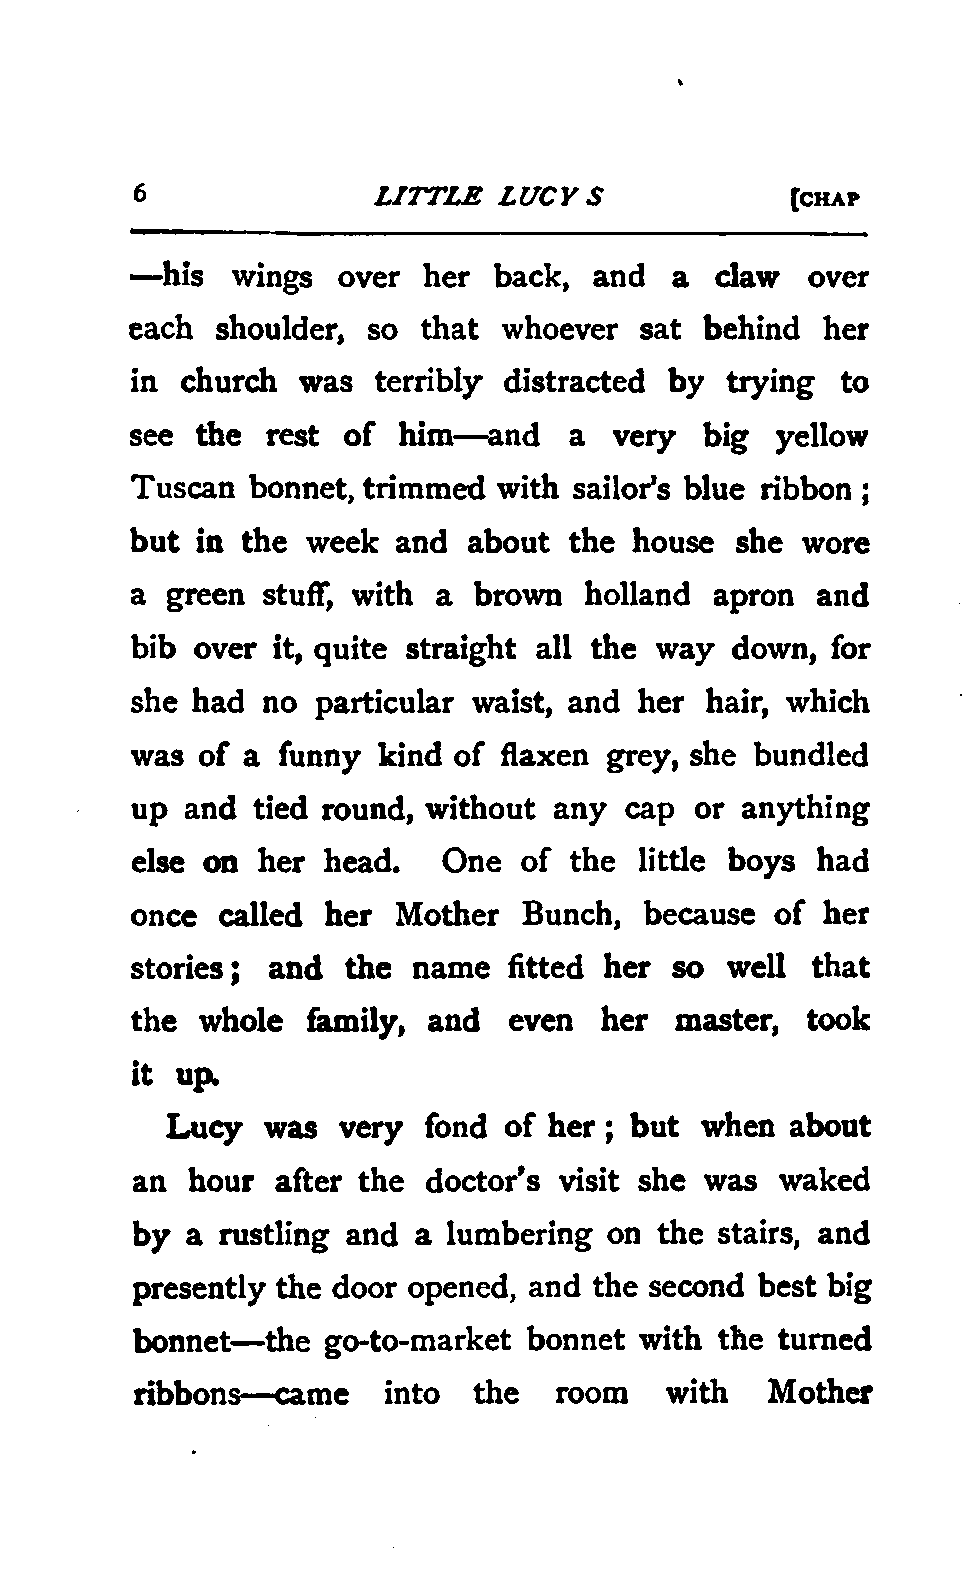 6 LITTLE LUCY S [CHAP
—his wings over her back, and a claw over
each shoulder, so that whoever sat behind her
in church was terribly distracted by trying to
see the rest of him—and a very big yellow
Tuscan bonnet, trimmed with sailor's blue ribbon ;
but in the week and about the house she wore
a green stuff, with a brown holland apron and
bib over it, quite straight all the way down, for
she had no particular waist, and her hair, which
was of a funny kind of flaxen grey, she bundled
up and tied round, without any cap or anything
else on her head. One of the little boys had
once called her Mother Bunch, because of her
stories ; and the name fitted her so well that
the whole family, and even her master, took
it up.
Lucy was very fond of her ; but when about
an hour after the doctor's visit she was waked
by a rustling and a lumbering on the stairs, and
presently the door opened, and the second best big
bonnet—the go-to-market bonnet with the turned
ribbons—came into the room with Mother